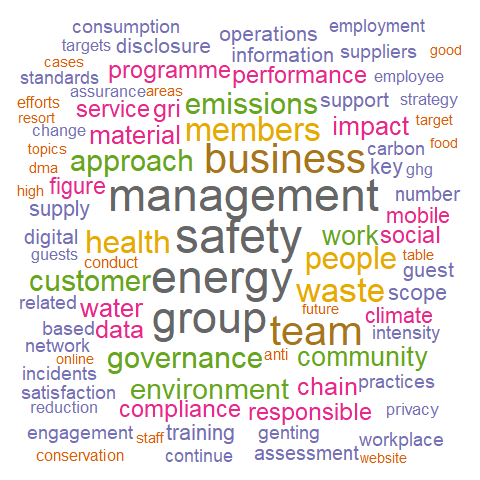 consumption operations employment
targets disclosure information suppliers good
cases programme performance employee
standards assurance areas
efforts service gri emissions support strategy
resort change material members impact target
topics approach business carbon food
dma key ghg
high figure management number
supply mobile
digital health safety work social
guests people table
conduct guest
customer energy waste scope
related water group future climate
based data team intensity
network governance anti community
online
incidents environment chain practices
satisfaction
reduction compliance responsible privacy
engagement staff training genting workplace
conservation continue assessment website